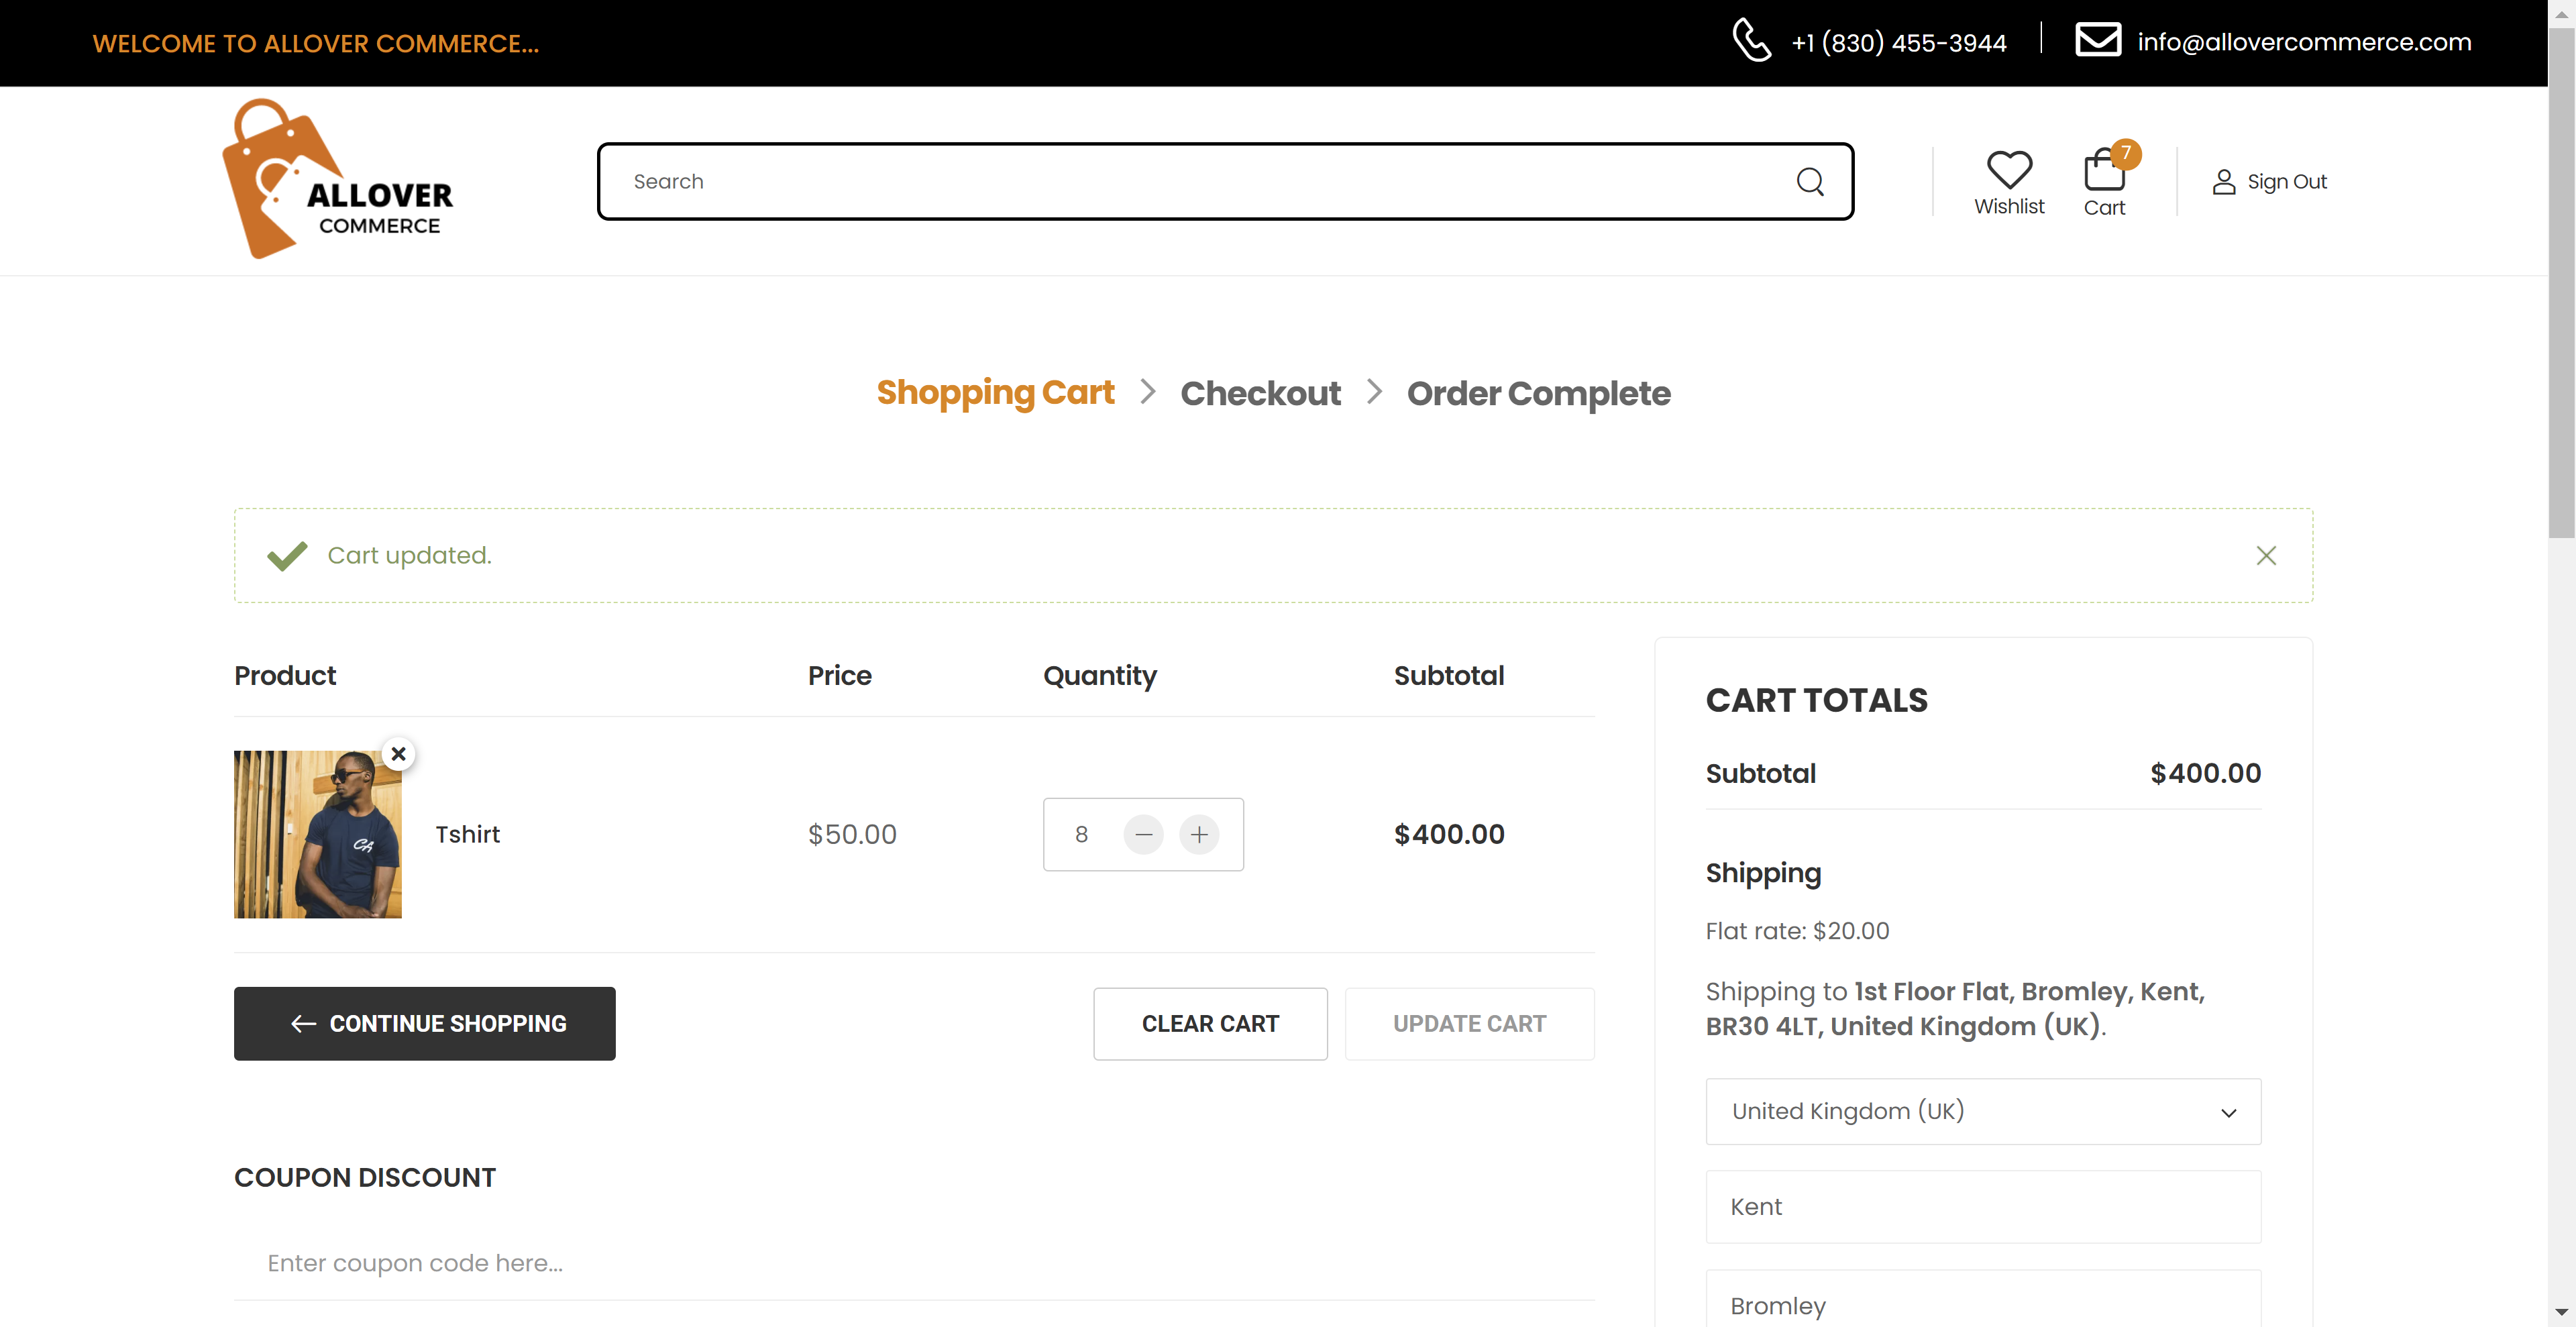 WELCOME TO ALLOVER COMMERCE...
+1 (830) 455-3944
info@allovercommerce.com
ALLOVER
COMMERCE
Search
Wishlist
7
Cart
Sign Out
Shopping Cart
Checkout
Order Complete
Cart updated.
Product Price Quantity Subtotal
Tshirt $50.00 8 $400.00
CA
CONTINUE SHOPPING
CLEAR CART
UPDATE CART
COUPON DISCOUNT
Enter coupon code here...
CART TOTALS
Subtotal $400.00
Shipping
Flat rate: $20.00
Shipping to 1st Floor Flat, Bromley, Kent,
BR30 4LT, United Kingdom (UK).
United Kingdom (UK)
Kent
Bromley